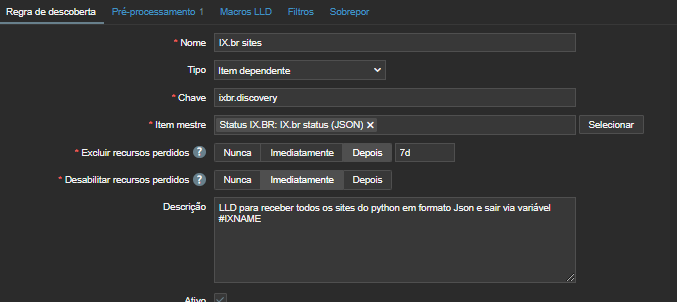 Regra de descoberta Pré-processamento 1 Macros LLD Filtros Sobrepor
* Nome IX.br sites
Tipo Item dependente
* Chave ixbr.discovery
* Item mestre Status IX.BR: IX.br status (JSON) ✕ Selecionar
* Excluir recursos perdidos ? Nunca Imediatamente Depois 7d
* Desabilitar recursos perdidos ? Nunca Imediatamente Depois
Descrição LLD para receber todos os sites do python em formato Json e sair via variável
#IXNAME
Ativo